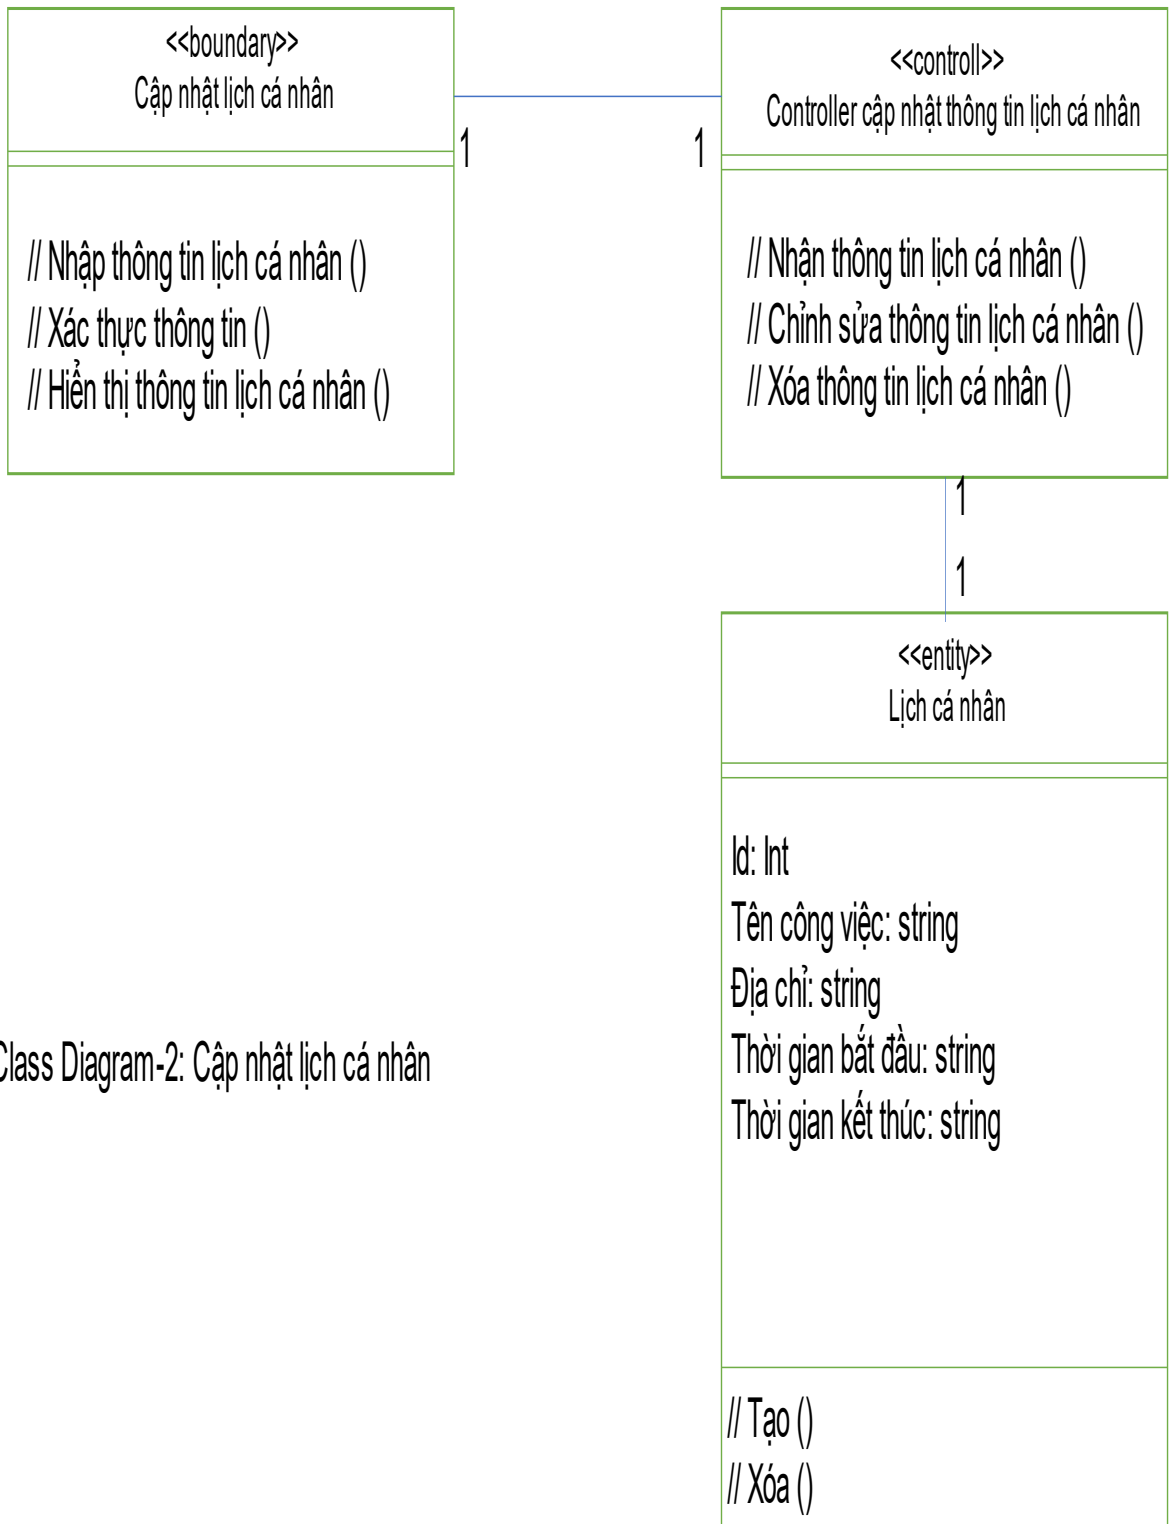 <<boundary>>
Cập nhật lịch cá nhân
// Nhập thông tin lịch cá nhân ()
// Xác thực thông tin ()
// Hiển thị thông tin lịch cá nhân ()
1
1
<<controll>>
Controller cập nhật thông tin lịch cá nhân
// Nhận thông tin lịch cá nhân ()
// Chỉnh sửa thông tin lịch cá nhân ()
// Xóa thông tin lịch cá nhân ()
1
1
<<entity>>
Lịch cá nhân
Id: Int
Tên công việc: string
Địa chỉ: string
Thời gian bắt đầu: string
Thời gian kết thúc: string
// Tạo ()
// Xóa ()
Class Diagram-2: Cập nhật lịch cá nhân